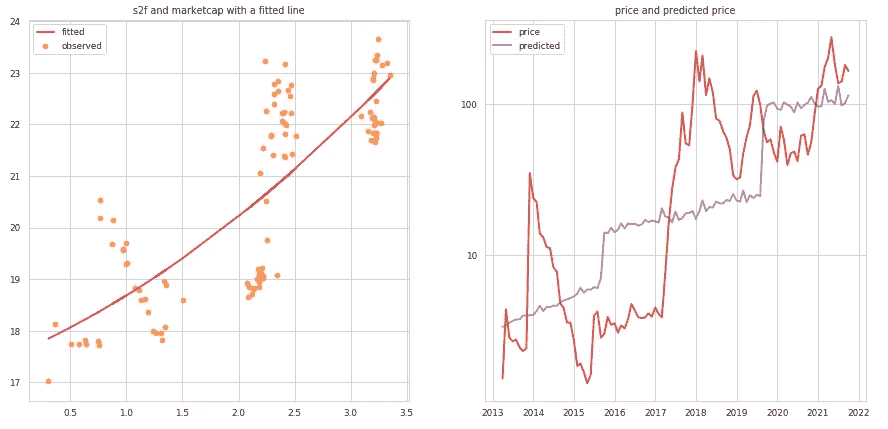 s2f and marketcap with a fitted line
fitted
observed
24
23
22
21
20
19
18
17
0.5 1.0 1.5 2.0 2.5 3.0 3.5
price and predicted price
price
predicted
100
10
2013 2014 2015 2016 2017 2018 2019 2020 2021 2022